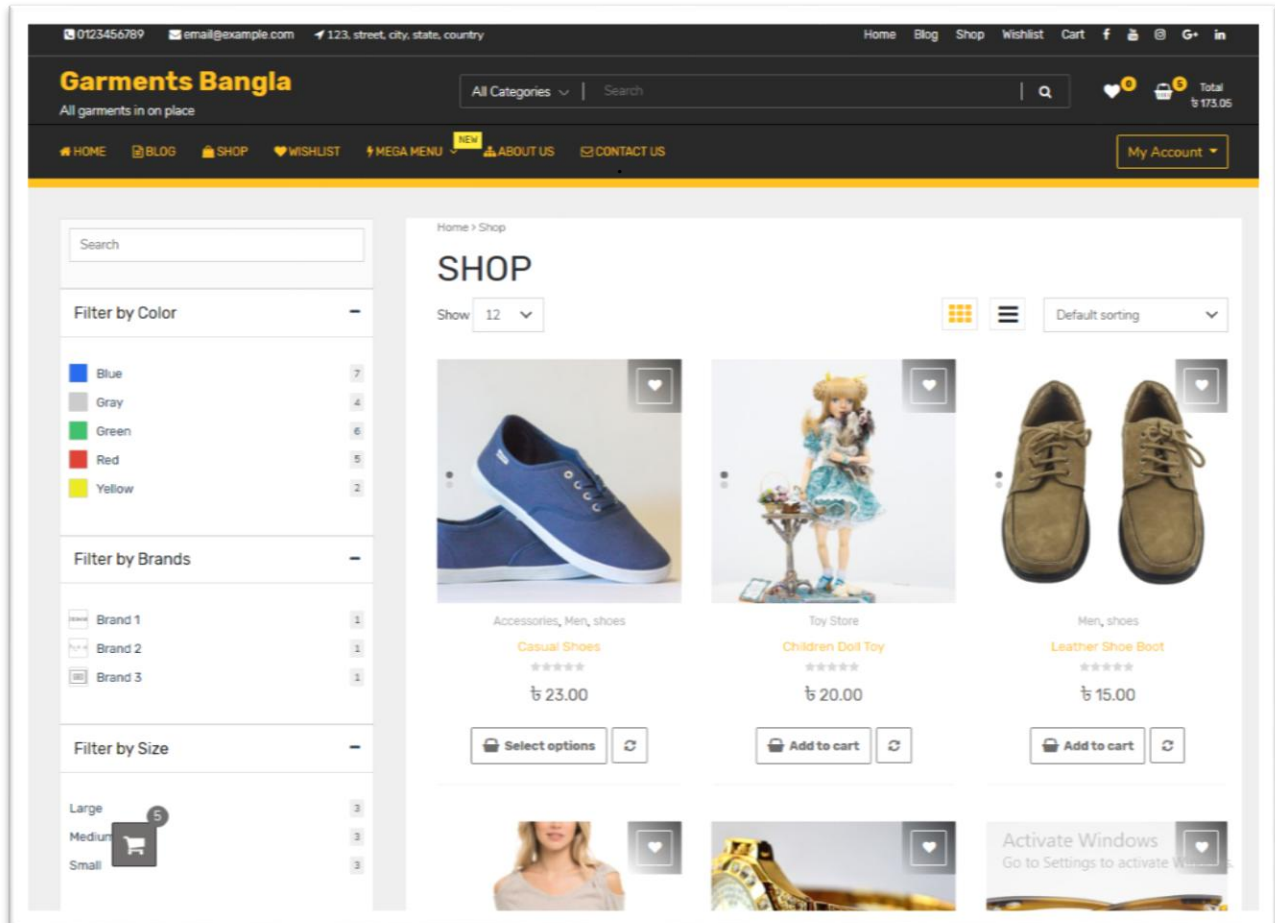 0123456789 email@example.com 123, street, city, state, country Home Blog Shop Wishlist Cart f G+ in
Garments Bangla
All garments in on place
All Categories Search
0 5 Total
৳ 173.05
HOME BLOG SHOP WISHLIST MEGA MENU NEW ABOUT US CONTACT US My Account
Search
Filter by Color
Blue 7
Gray 4
Green 6
Red 5
Yellow 2
Filter by Brands
Brand 1 1
Brand 2 1
Brand 3 1
Filter by Size
Large 3
Medium 3
Small 3
5
Home > Shop
SHOP
Show 12 Default sorting
Accessories, Men, shoes
Casual Shoes
৳ 23.00
Select options
Toy Store
Children Doll Toy
৳ 20.00
Add to cart
Men, shoes
Leather Shoe Boot
৳ 15.00
Add to cart
Activate Windows
Go to Settings to activate Windows.